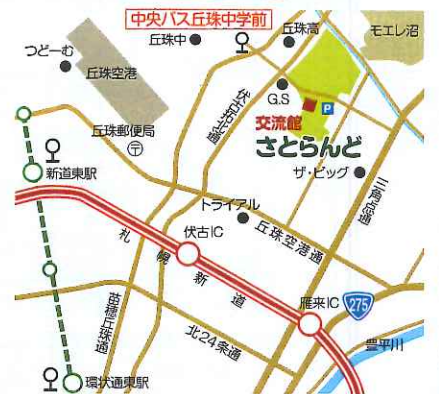 中央バス丘珠中学前
つどーむ
丘珠中
丘珠高
モエレ沼
丘珠空港
伏古拓北通
G.S
P
丘珠郵便局
〒
交流館
さとらんど
ザ・ビッグ
新道東駅
三角点通
トライアル
丘珠空港通
伏古IC
札幌新道
雁来IC
275
苗穂丘珠通
北24条通
豊平川
環状通東駅